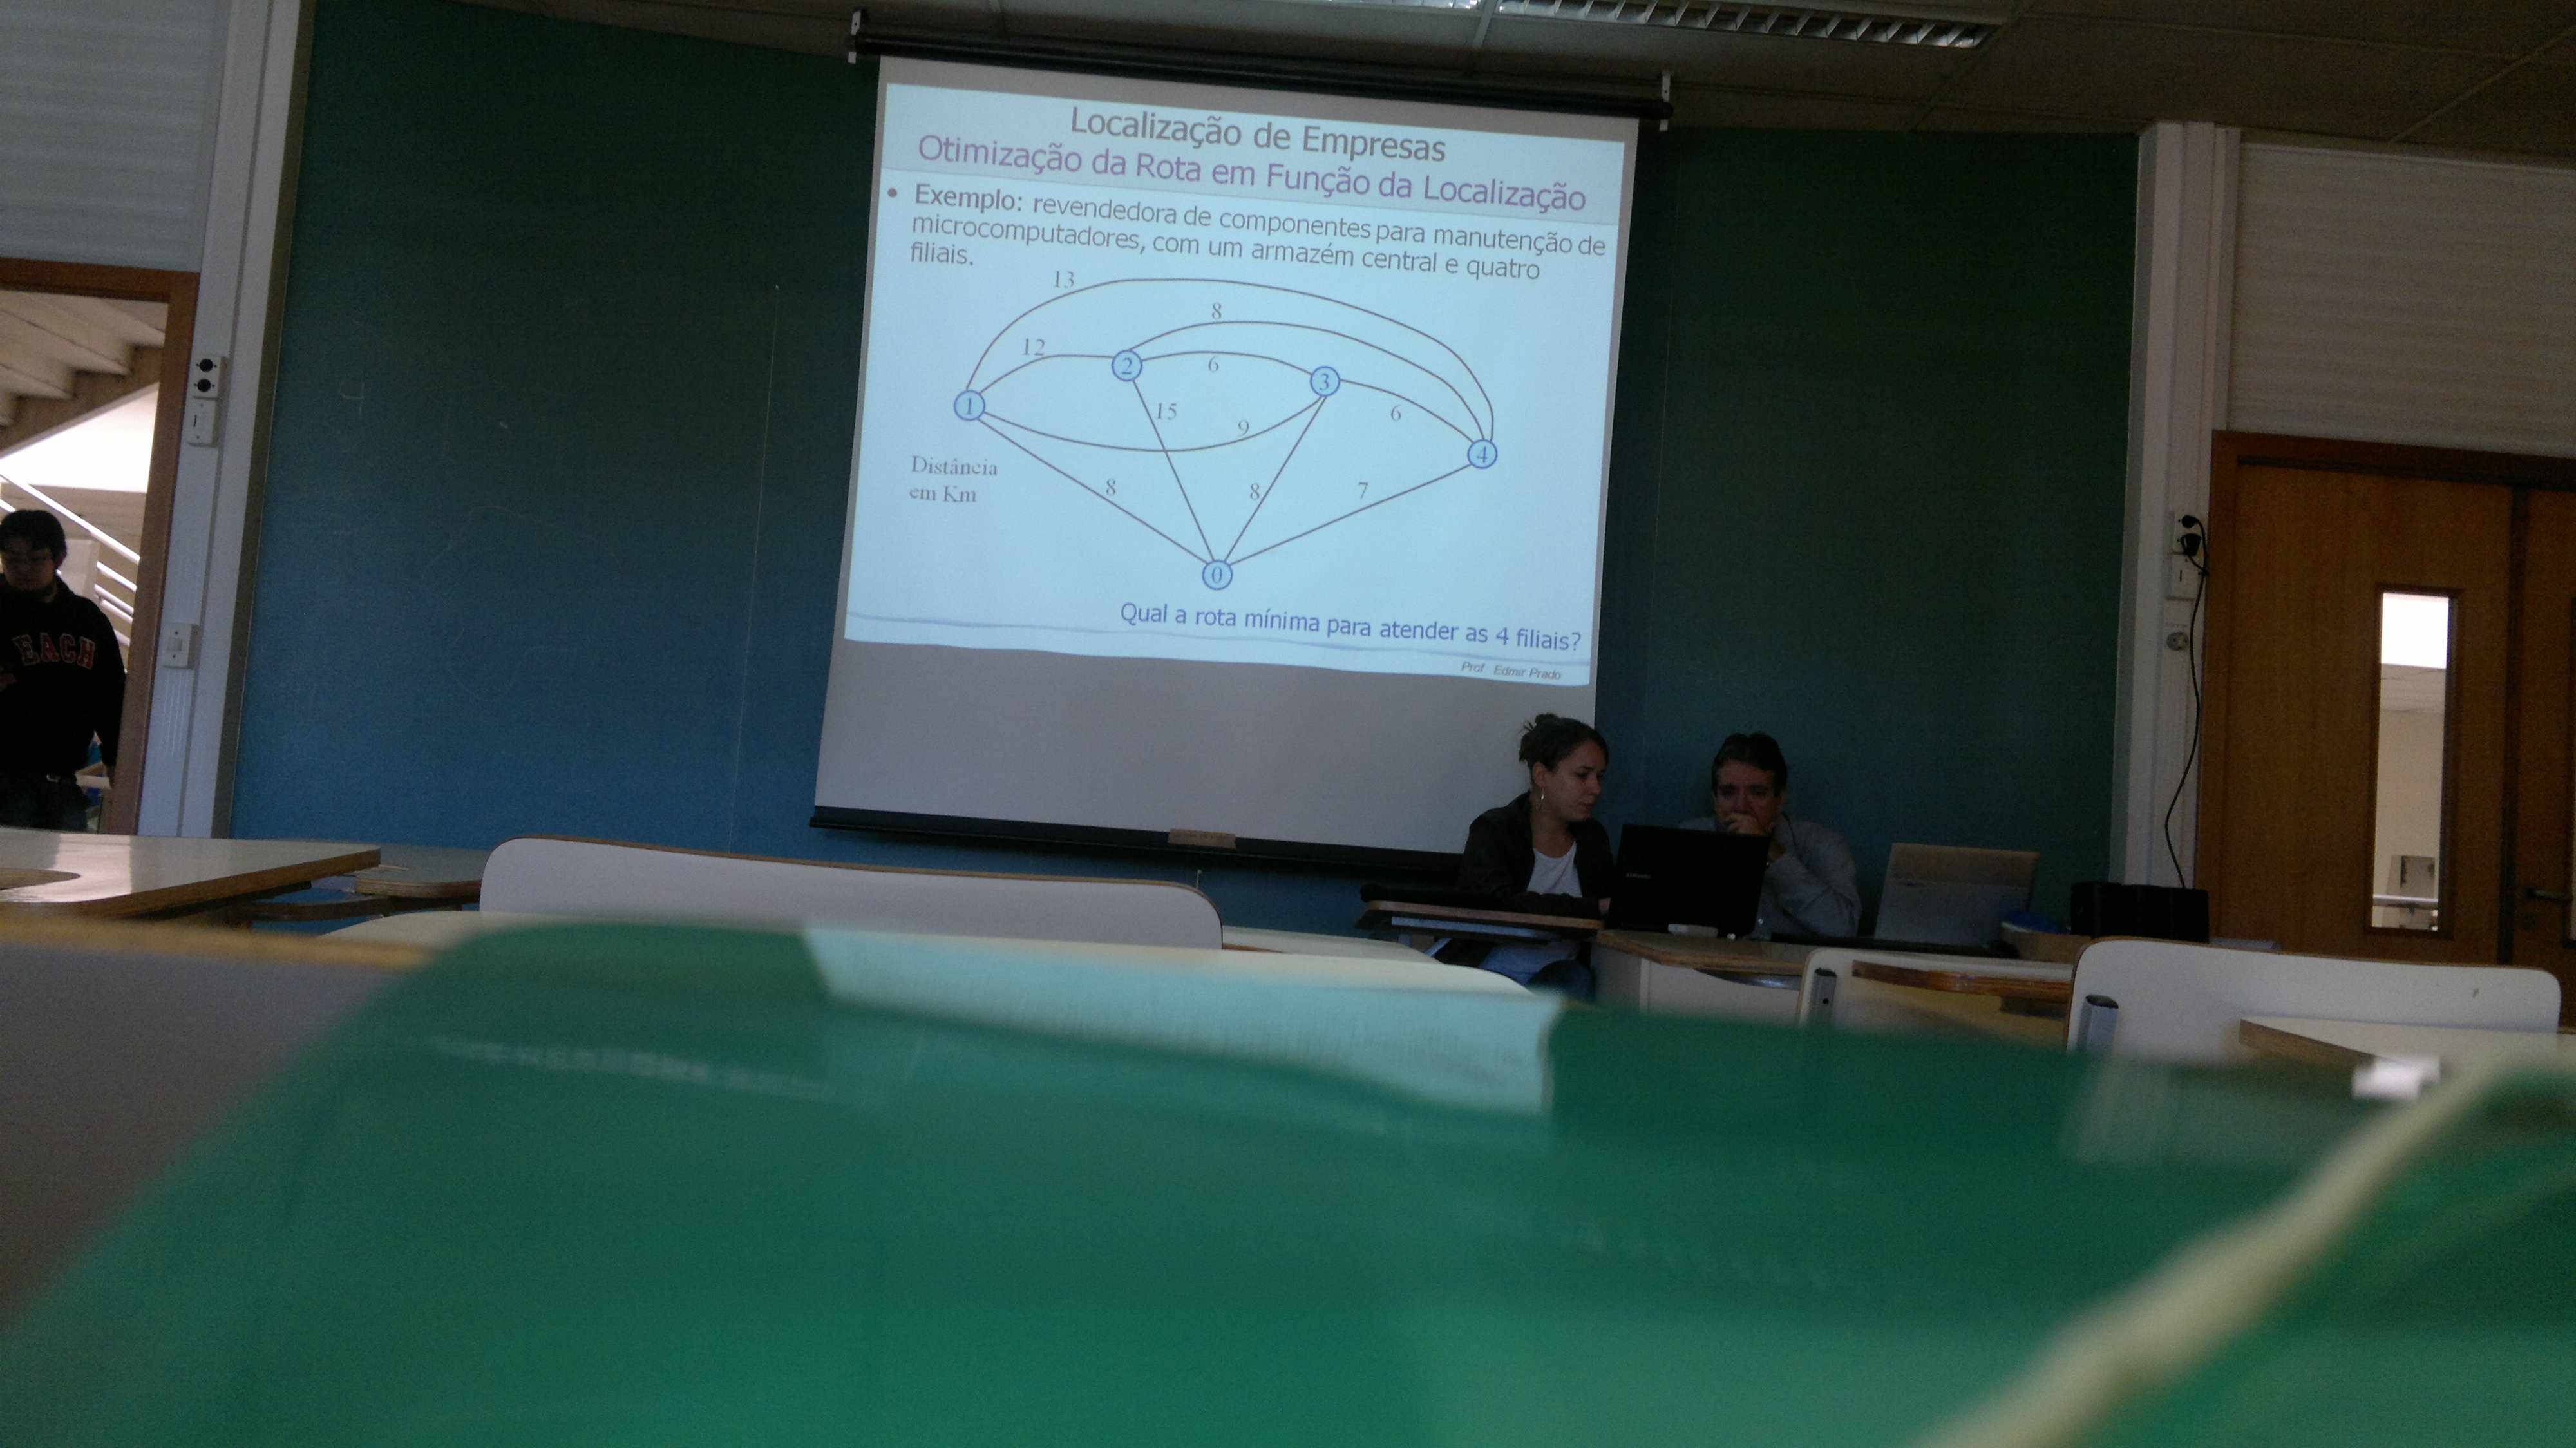 Localização de Empresas
Otimização da Rota em Função da Localização
• Exemplo: revendedora de componentes para manutenção de
microcomputadores, com um armazém central e quatro
filiais.
13
8
12
2
6
3
1
15
9
6
4
Distância
em Km
8
8
7
0
Qual a rota mínima para atender as 4 filiais?
Prof. Edmir Prado
EACH